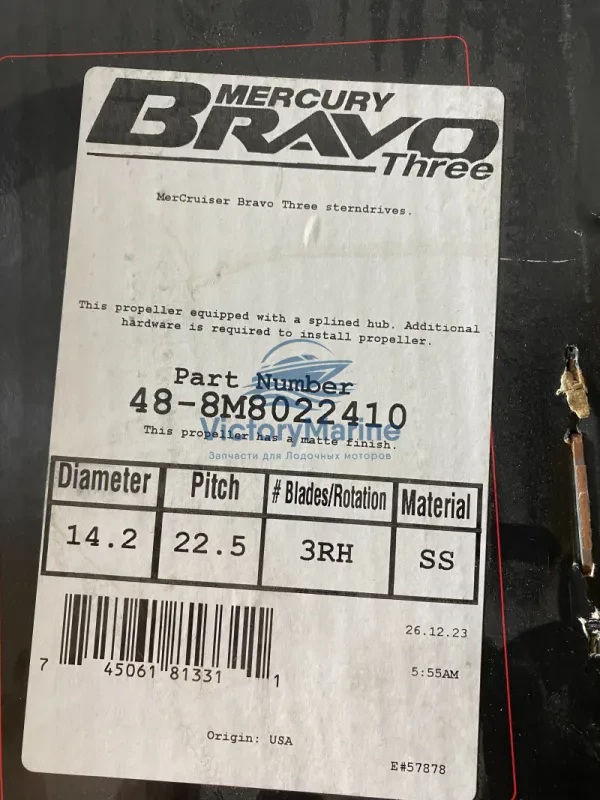 MERCURY
BRAVO
Three
MerCruiser Bravo Three sterndrives.
This propeller equipped with a splined hub. Additional
hardware is required to install propeller.
Part Number
48-8M8022410
VictoryMarine
This propeller has a matte finish.
Запчасти для Лодочных моторов
Diameter Pitch # Blades/Rotation Material
14.2 22.5 3RH SS
26.12.23
7 45061 81331 1
5:55AM
Origin: USA
E#57878